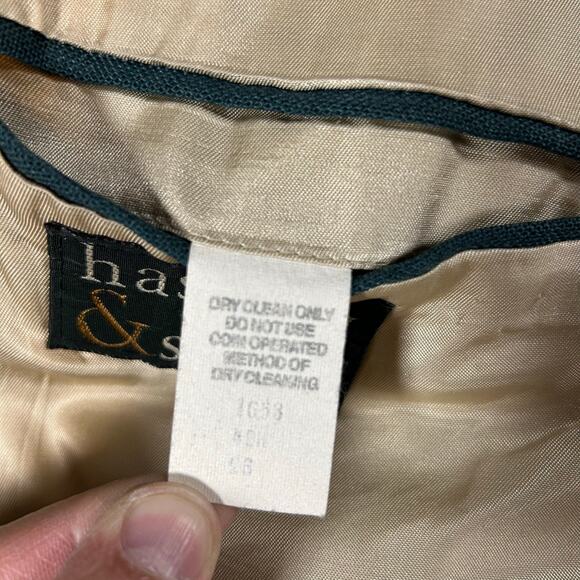 has
& s
DRY CLEAN ONLY
DO NOT USE
COIN OPERATED
METHOD OF
DRY CLEANING